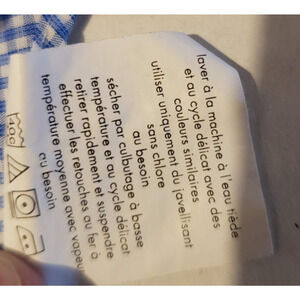 laver à la machine à l'eau tiède
et au cycle délicat avec des
couleurs similaires
utiliser uniquement du javellisant
sans chlore
au besoin
sécher par culbutage à basse
température et au cycle délicat
retirer rapidement et suspendre
effectuer les retouches au fer à
température moyenne avec vapeur
au besoin